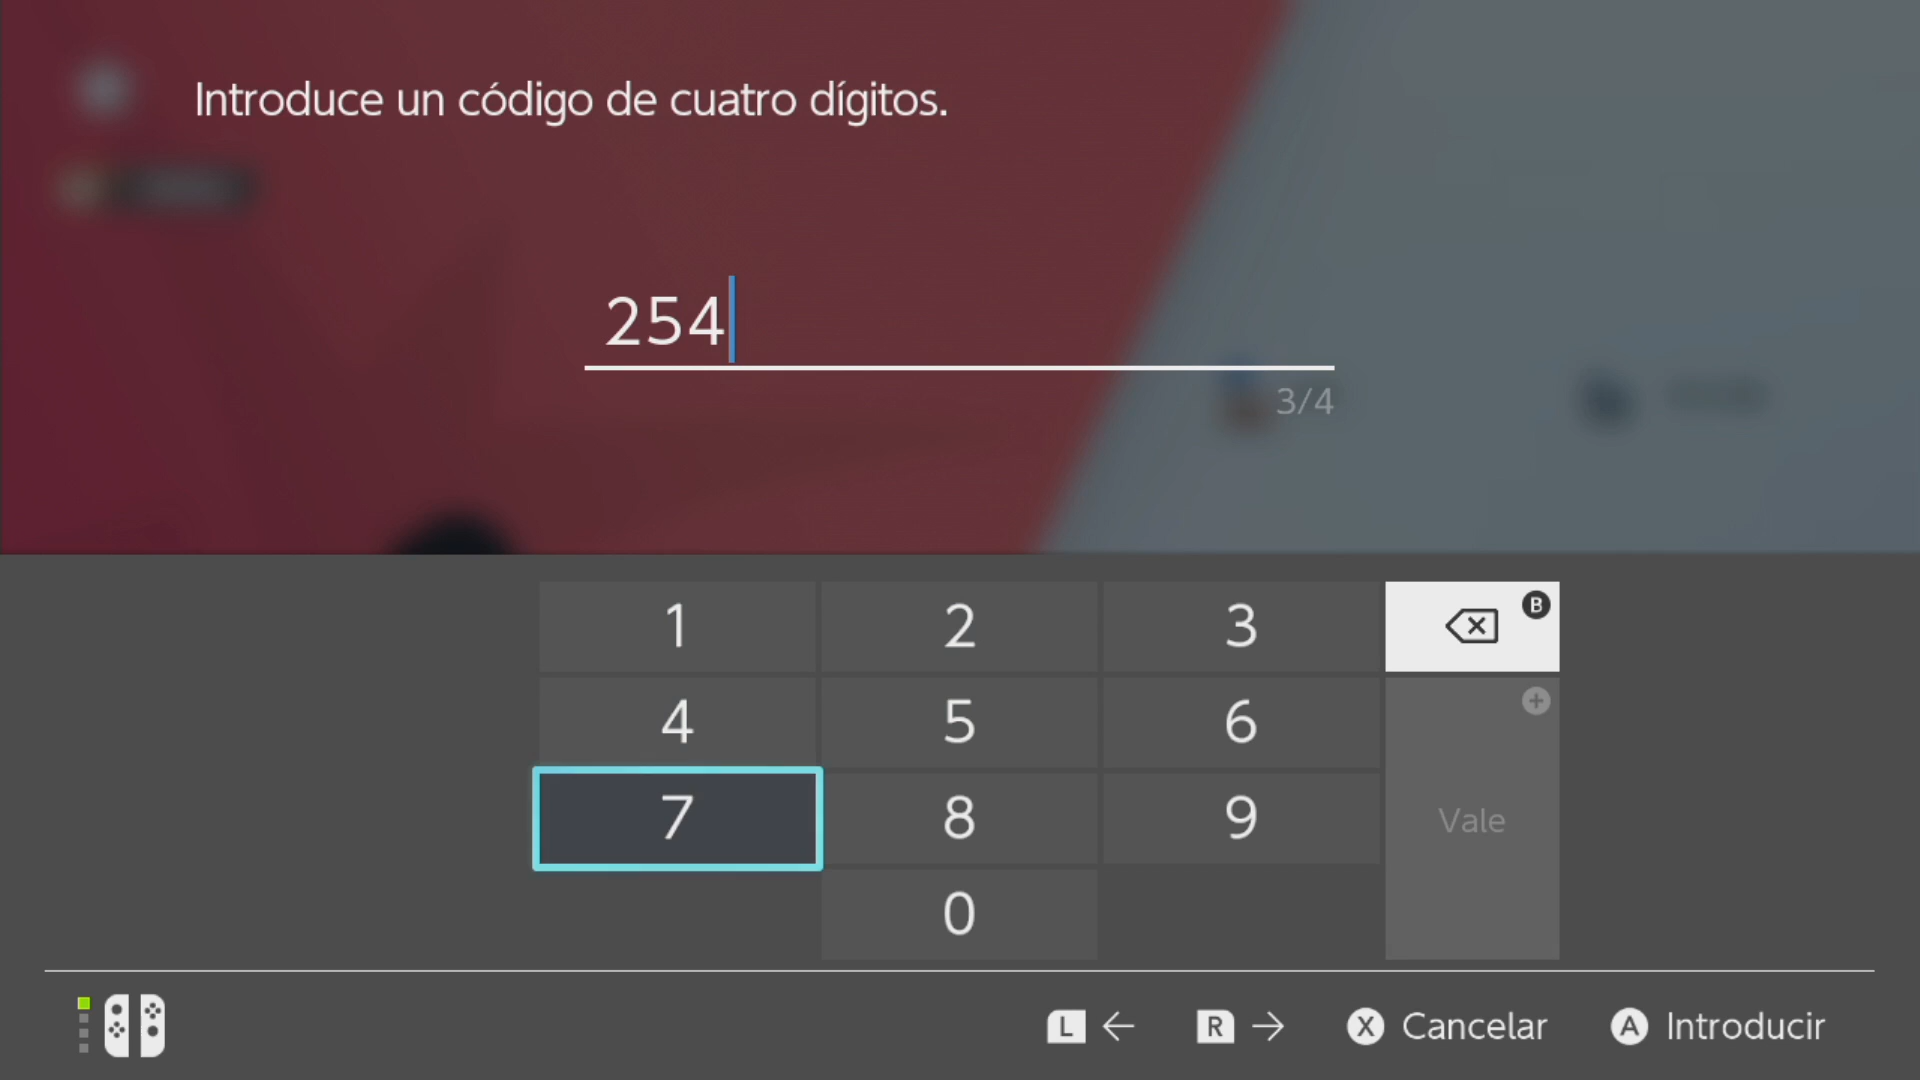 Introduce un código de cuatro dígitos.
254
3/4
1 2 3 B
4 5 6 +
7 8 9 Vale
0
L ← R → X Cancelar A Introducir